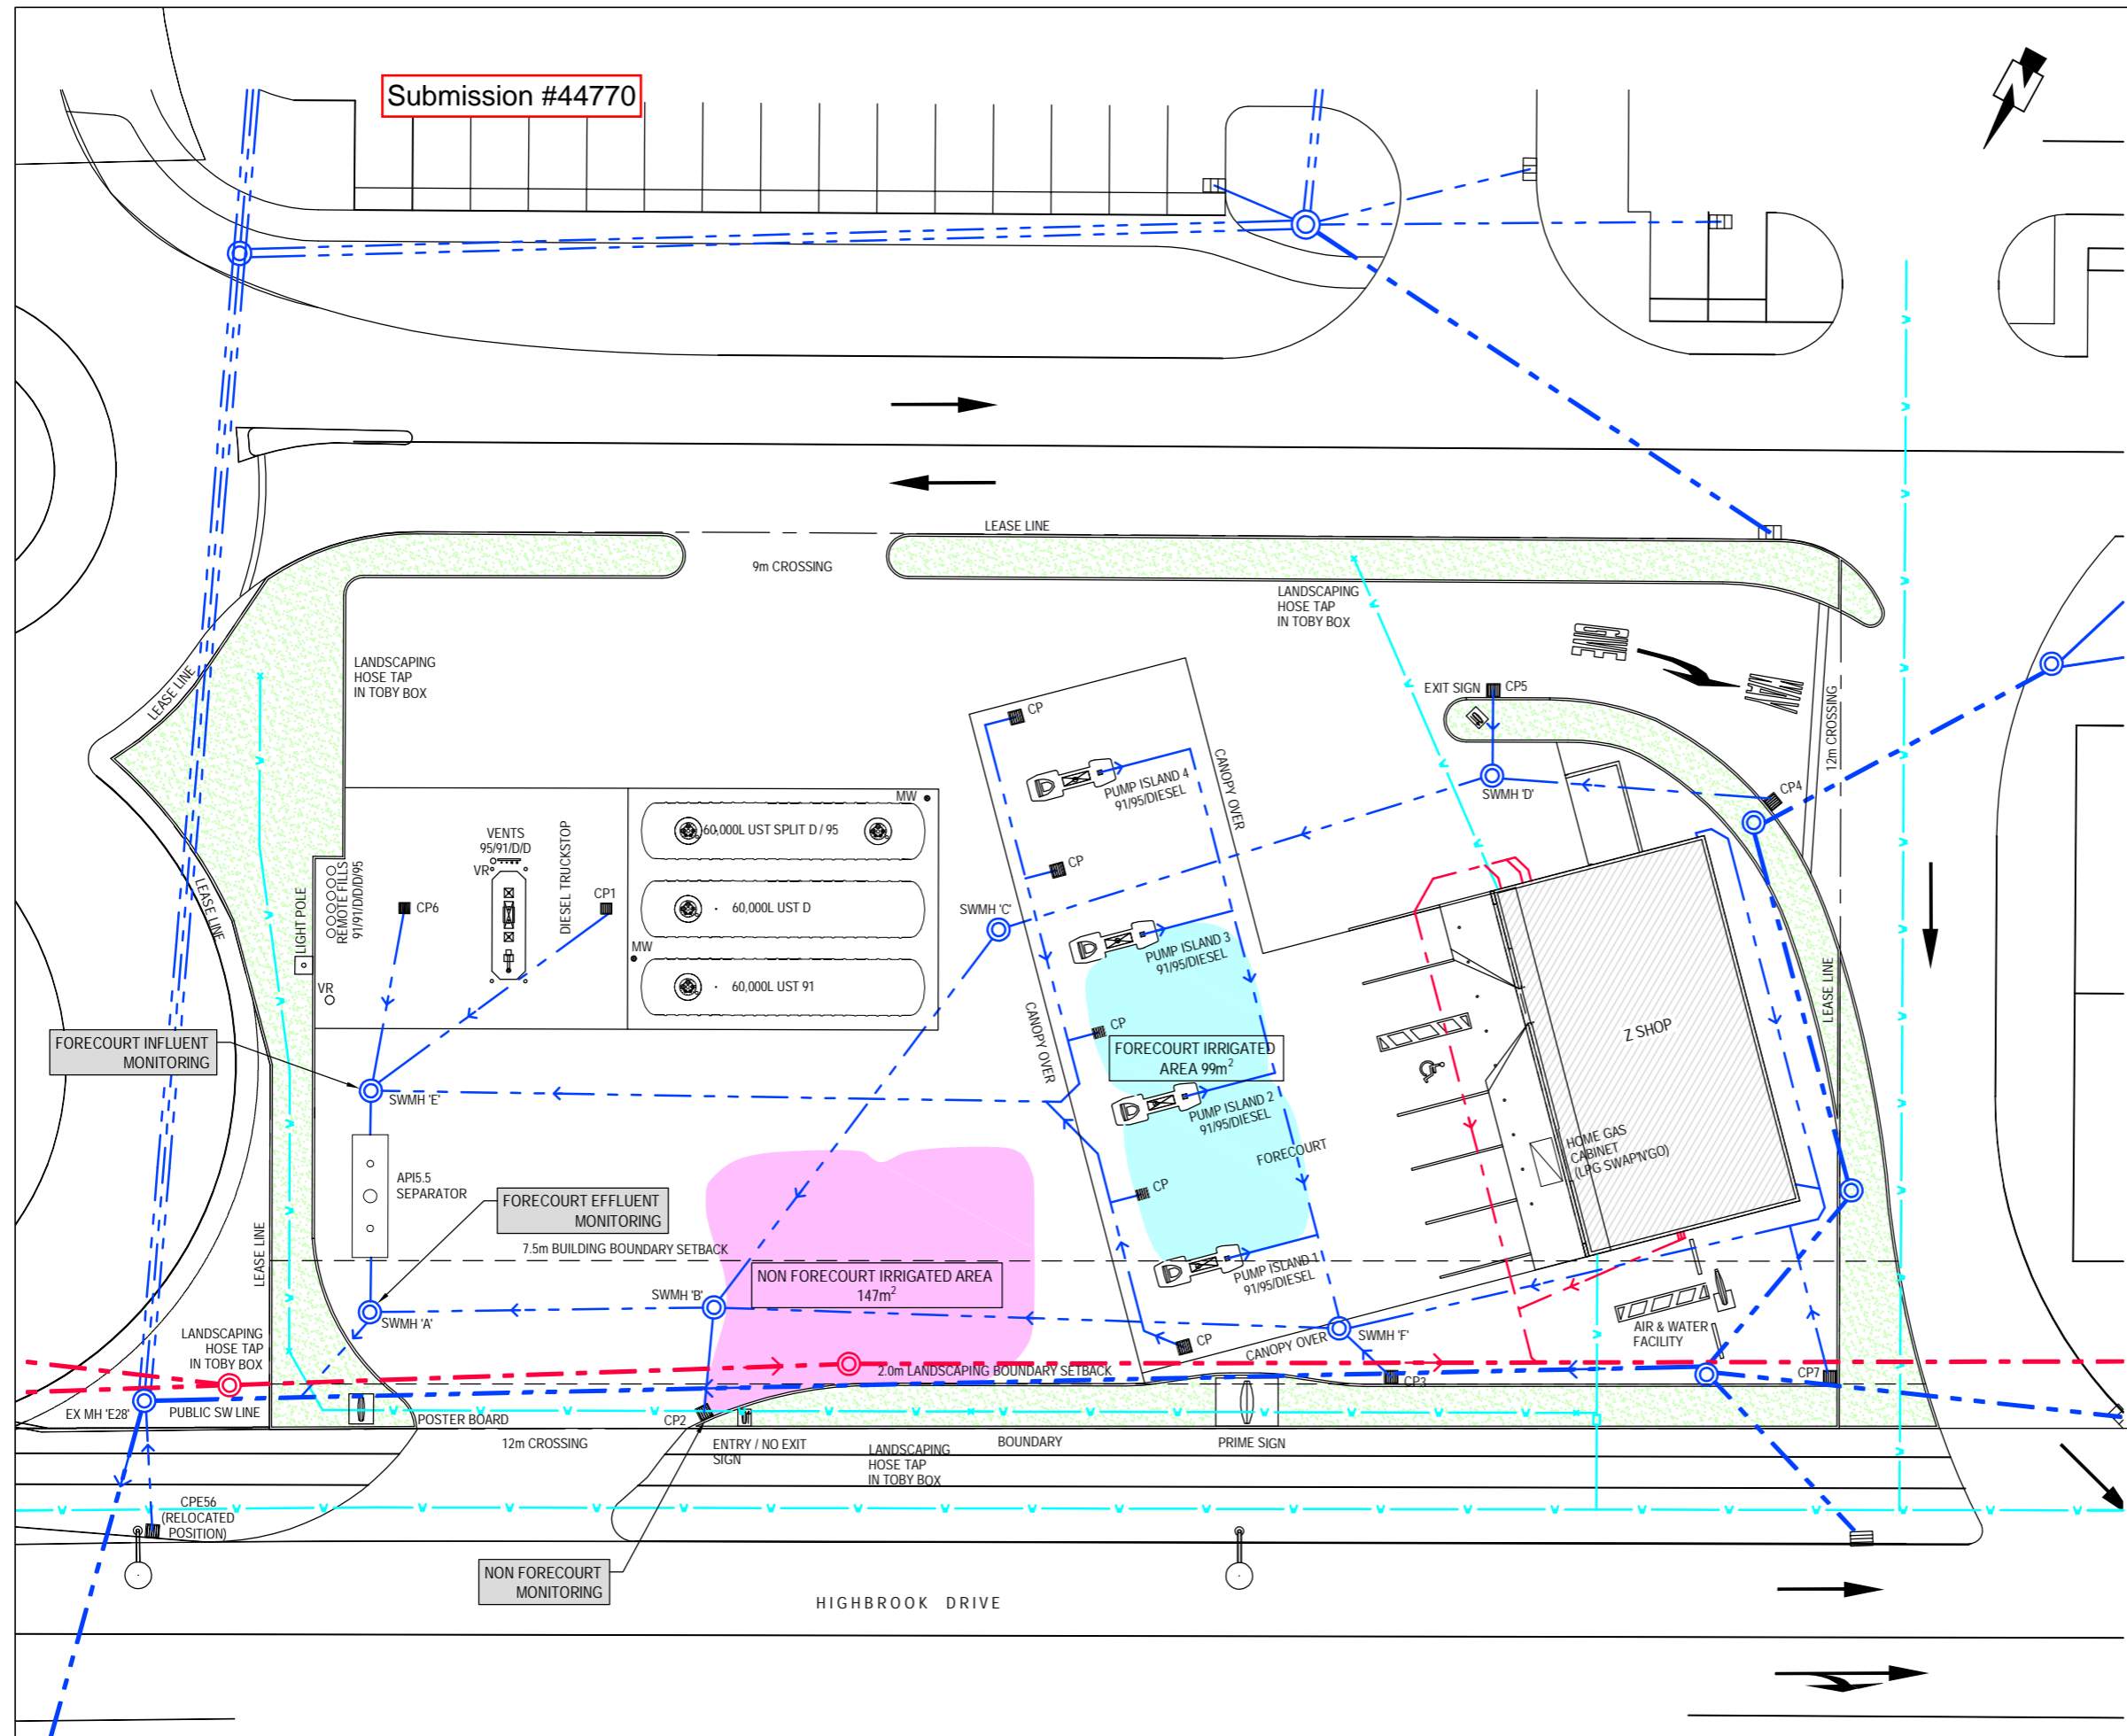 Submission #44770
LEASE LINE
9m CROSSING
LANDSCAPING
HOSE TAP
IN TOBY BOX
LANDSCAPING
HOSE TAP
IN TOBY BOX
LEASE LINE
EXIT SIGN
CP5
12m CROSSING
CP
PUMP ISLAND 4
91/95/DIESEL
CANOPY OVER
SWMH 'D'
CP4
MW
60,000L UST SPLIT D / 95
VENTS
95/91/D/D
VR
DIESEL TRUCKSTOP
CP
LEASE LINE
LIGHT POLE
REMOTE FILLS
91/91/D/D/D/95
CP6
CP1
60,000L UST D
SWMH 'C'
MW
PUMP ISLAND 3
91/95/DIESEL
VR
60,000L UST 91
LEASE LINE
CANOPY OVER
CP
Z SHOP
FORECOURT INFLUENT
MONITORING
FORECOURT IRRIGATED
AREA 99m²
SWMH 'E'
PUMP ISLAND 2
91/95/DIESEL
FORECOURT
HOME GAS
CABINET
(LPG SWAP'N'GO)
API5.5
SEPARATOR
FORECOURT EFFLUENT
MONITORING
CP
LEASE LINE
7.5m BUILDING BOUNDARY SETBACK
PUMP ISLAND 1
91/95/DIESEL
NON FORECOURT IRRIGATED AREA
147m²
SWMH 'B'
SWMH 'A'
LANDSCAPING
HOSE TAP
IN TOBY BOX
CP
CANOPY OVER
SWMH 'F'
AIR & WATER
FACILITY
2.0m LANDSCAPING BOUNDARY SETBACK
CP3
CP7
EX MH 'E28'
PUBLIC SW LINE
POSTER BOARD
CP2
12m CROSSING
ENTRY / NO EXIT
SIGN
LANDSCAPING
HOSE TAP
IN TOBY BOX
BOUNDARY
PRIME SIGN
CPE56
(RELOCATED
POSITION)
NON FORECOURT
MONITORING
HIGHBROOK DRIVE